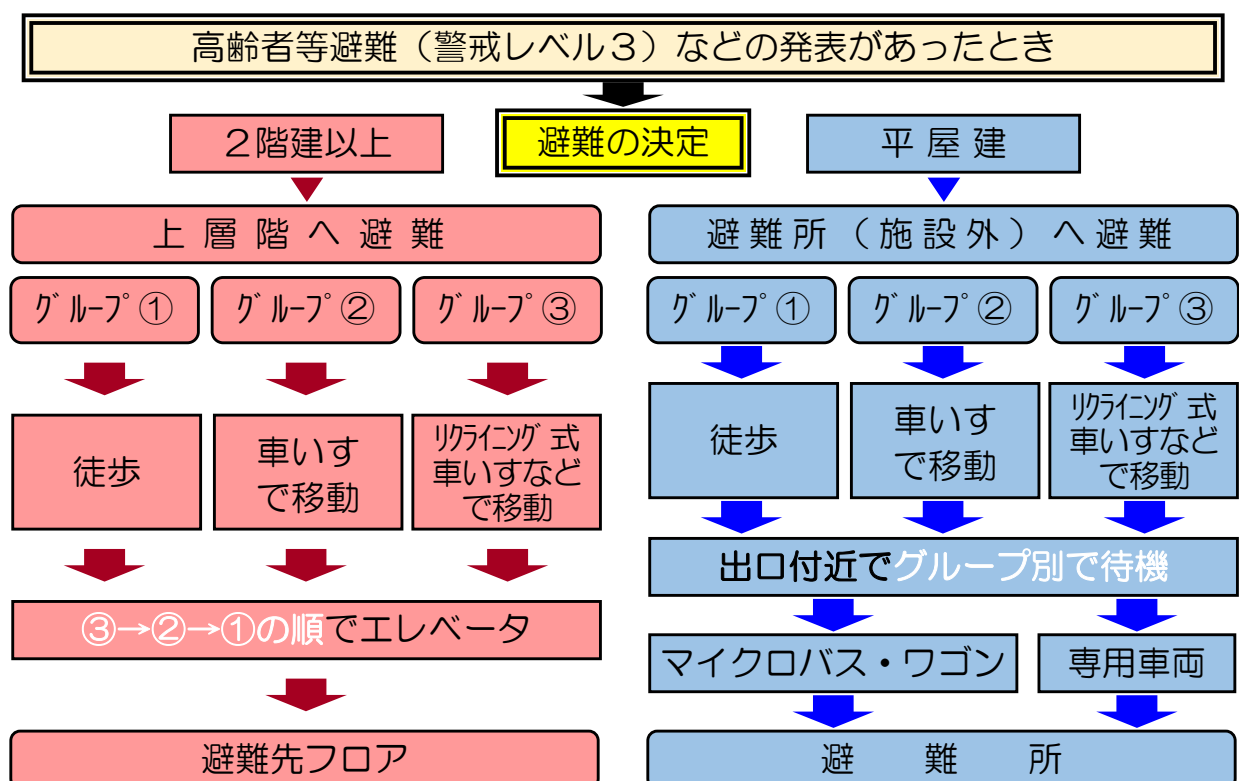 高齢者等避難（警戒レベル３）などの発表があったとき
２階建以上
避難の決定
平屋建
上層階へ避難
避難所（施設外）へ避難
ｸﾞﾙｰﾌﾟ①
ｸﾞﾙｰﾌﾟ②
ｸﾞﾙｰﾌﾟ③
ｸﾞﾙｰﾌﾟ①
ｸﾞﾙｰﾌﾟ②
ｸﾞﾙｰﾌﾟ③
徒歩
車いす
で移動
ﾘｸﾗｲﾆﾝｸﾞ式
車いすなど
で移動
徒歩
車いす
で移動
ﾘｸﾗｲﾆﾝｸﾞ式
車いすなど
で移動
出口付近でグループ別で待機
③→②→①の順でエレベータ
マイクロバス・ワゴン
専用車両
避難先フロア
避難所